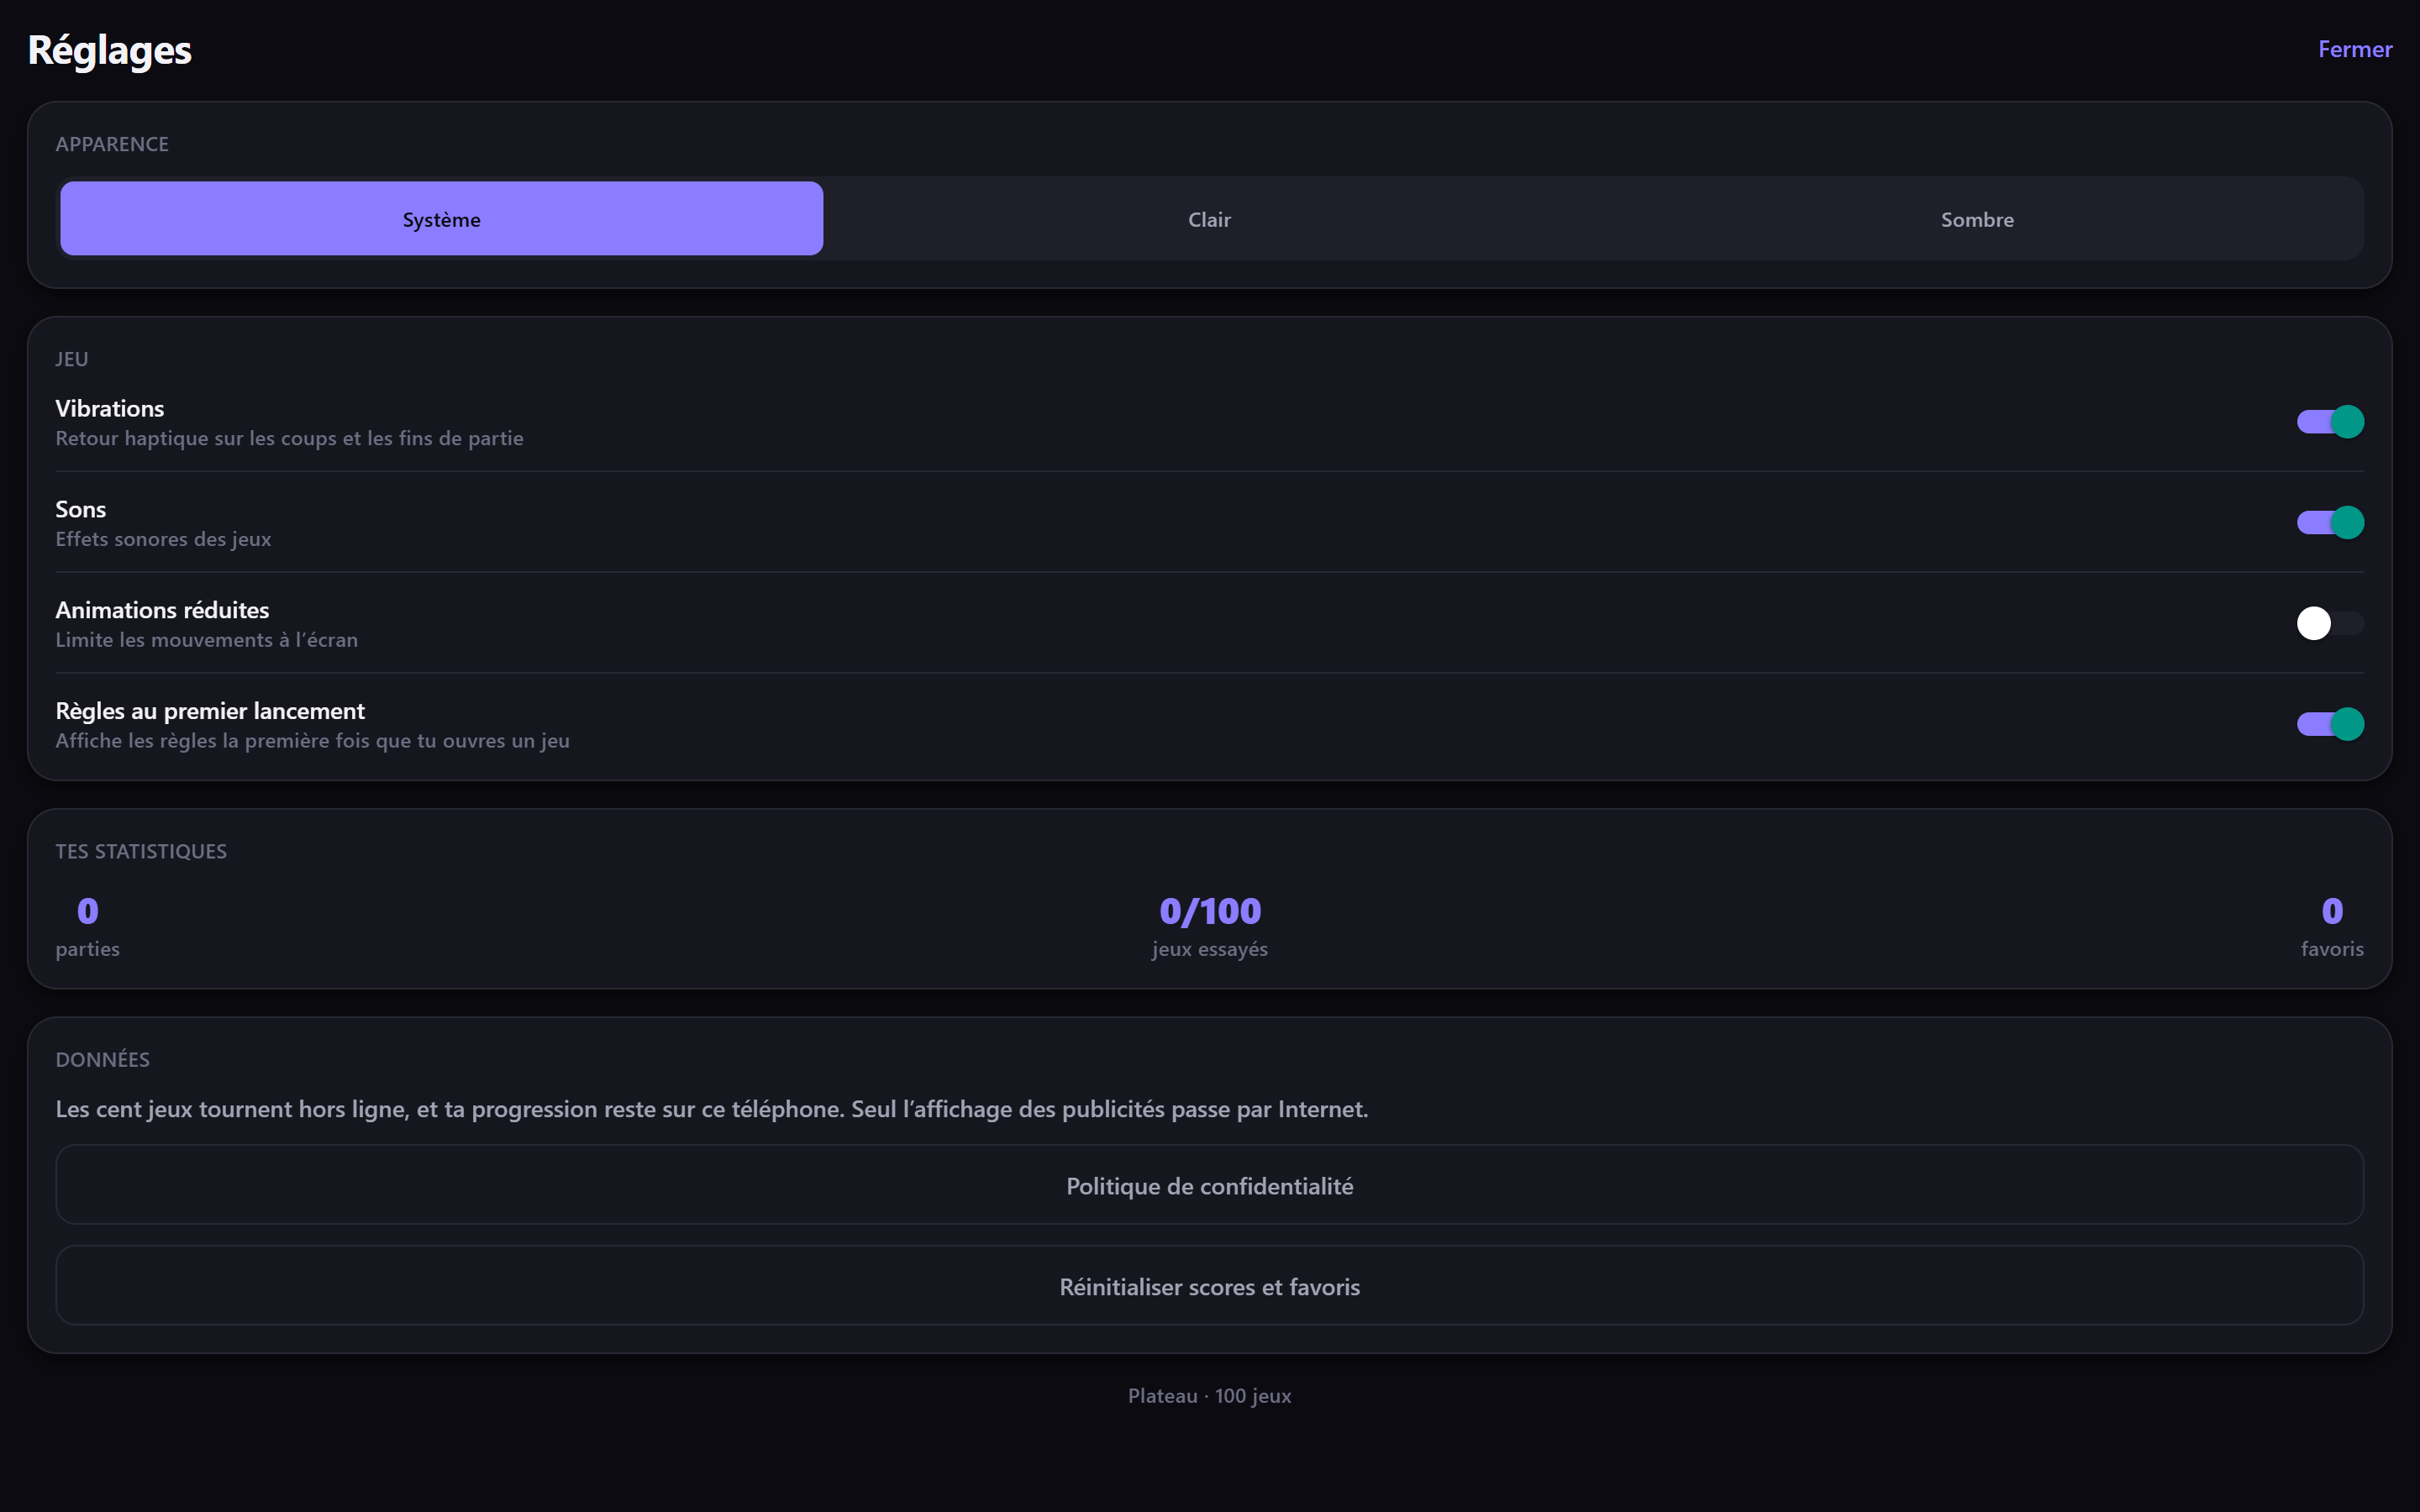 Réglages
Fermer
APPARENCE
Système
Clair
Sombre
JEU
Vibrations
Retour haptique sur les coups et les fins de partie
Sons
Effets sonores des jeux
Animations réduites
Limite les mouvements à l’écran
Règles au premier lancement
Affiche les règles la première fois que tu ouvres un jeu
TES STATISTIQUES
0
parties
0/100
jeux essayés
0
favoris
DONNÉES
Les cent jeux tournent hors ligne, et ta progression reste sur ce téléphone. Seul l’affichage des publicités passe par Internet.
Politique de confidentialité
Réinitialiser scores et favoris
Plateau · 100 jeux